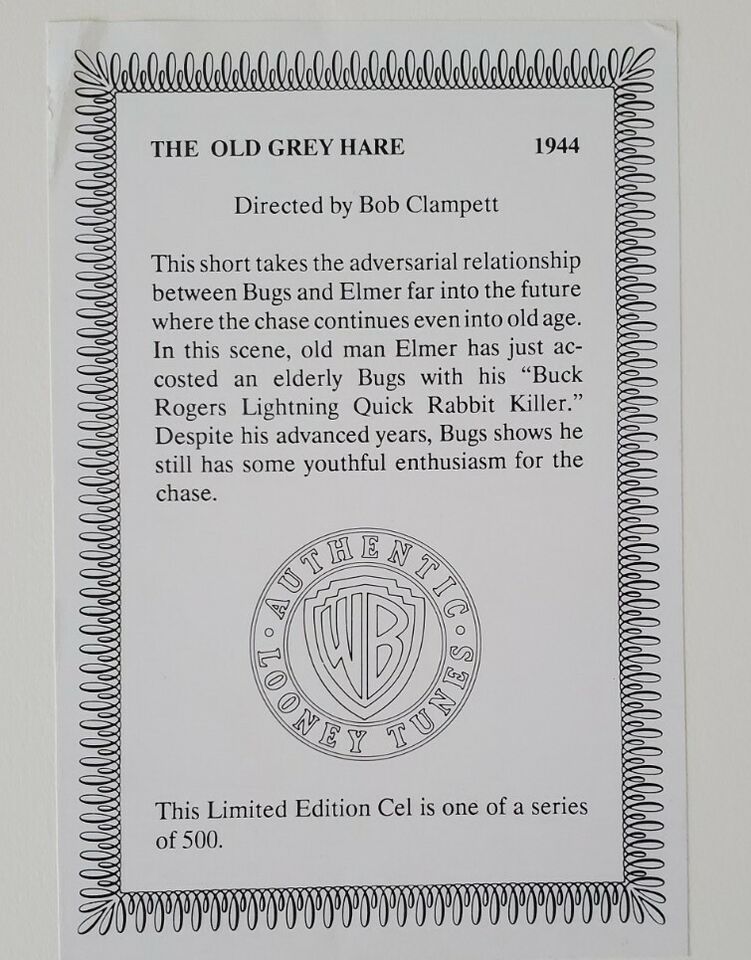 THE OLD GREY HARE 1944
Directed by Bob Clampett
This short takes the adversarial relationship
between Bugs and Elmer far into the future
where the chase continues even into old age.
In this scene, old man Elmer has just ac-
costed an elderly Bugs with his “Buck
Rogers Lightning Quick Rabbit Killer.”
Despite his advanced years, Bugs shows he
still has some youthful enthusiasm for the
chase.
· AUTHENTIC ·
WB
LOONEY TUNES
This Limited Edition Cel is one of a series
of 500.